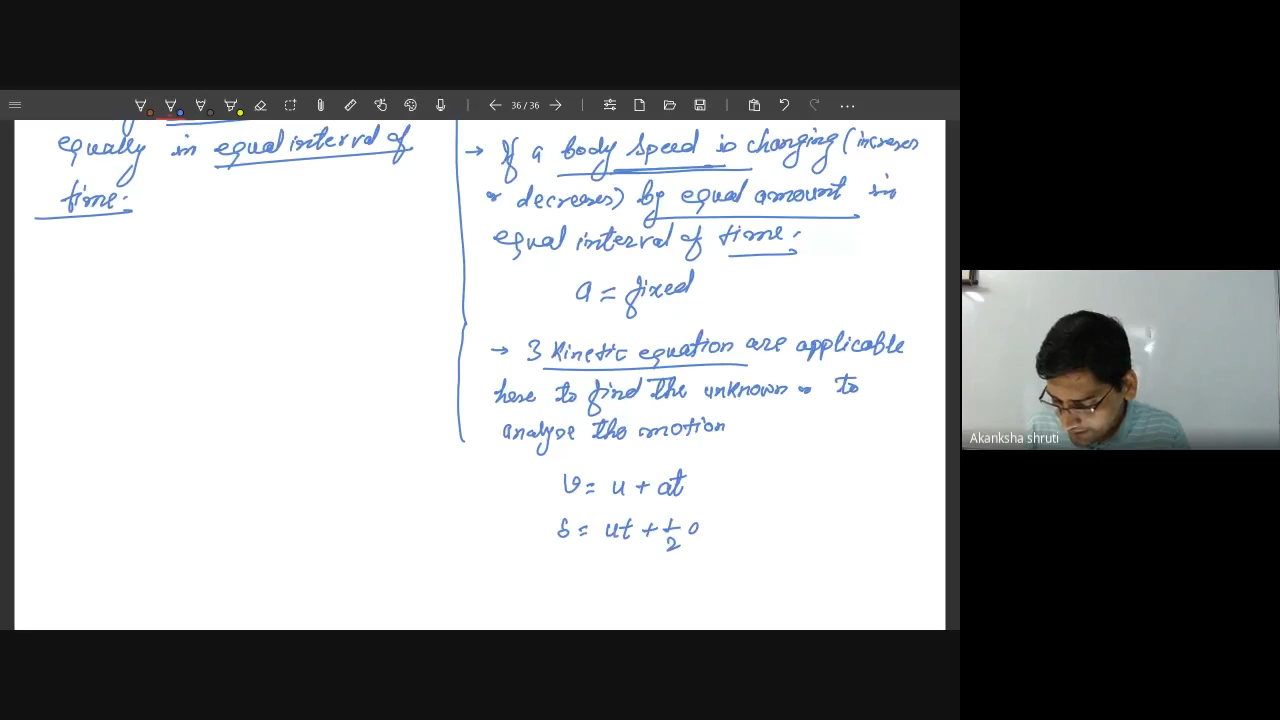 36/36
equally in equal interval of
time.
→ If a body speed is changing (increses
or decreeses) by equal amount in
equal interval of time.
a = fixed
→ 3 Kinetic equation are applicable
here to find the unknown or to
analyse the motion
v = u + at
s = ut + 1/2 a
Akanksha shruti